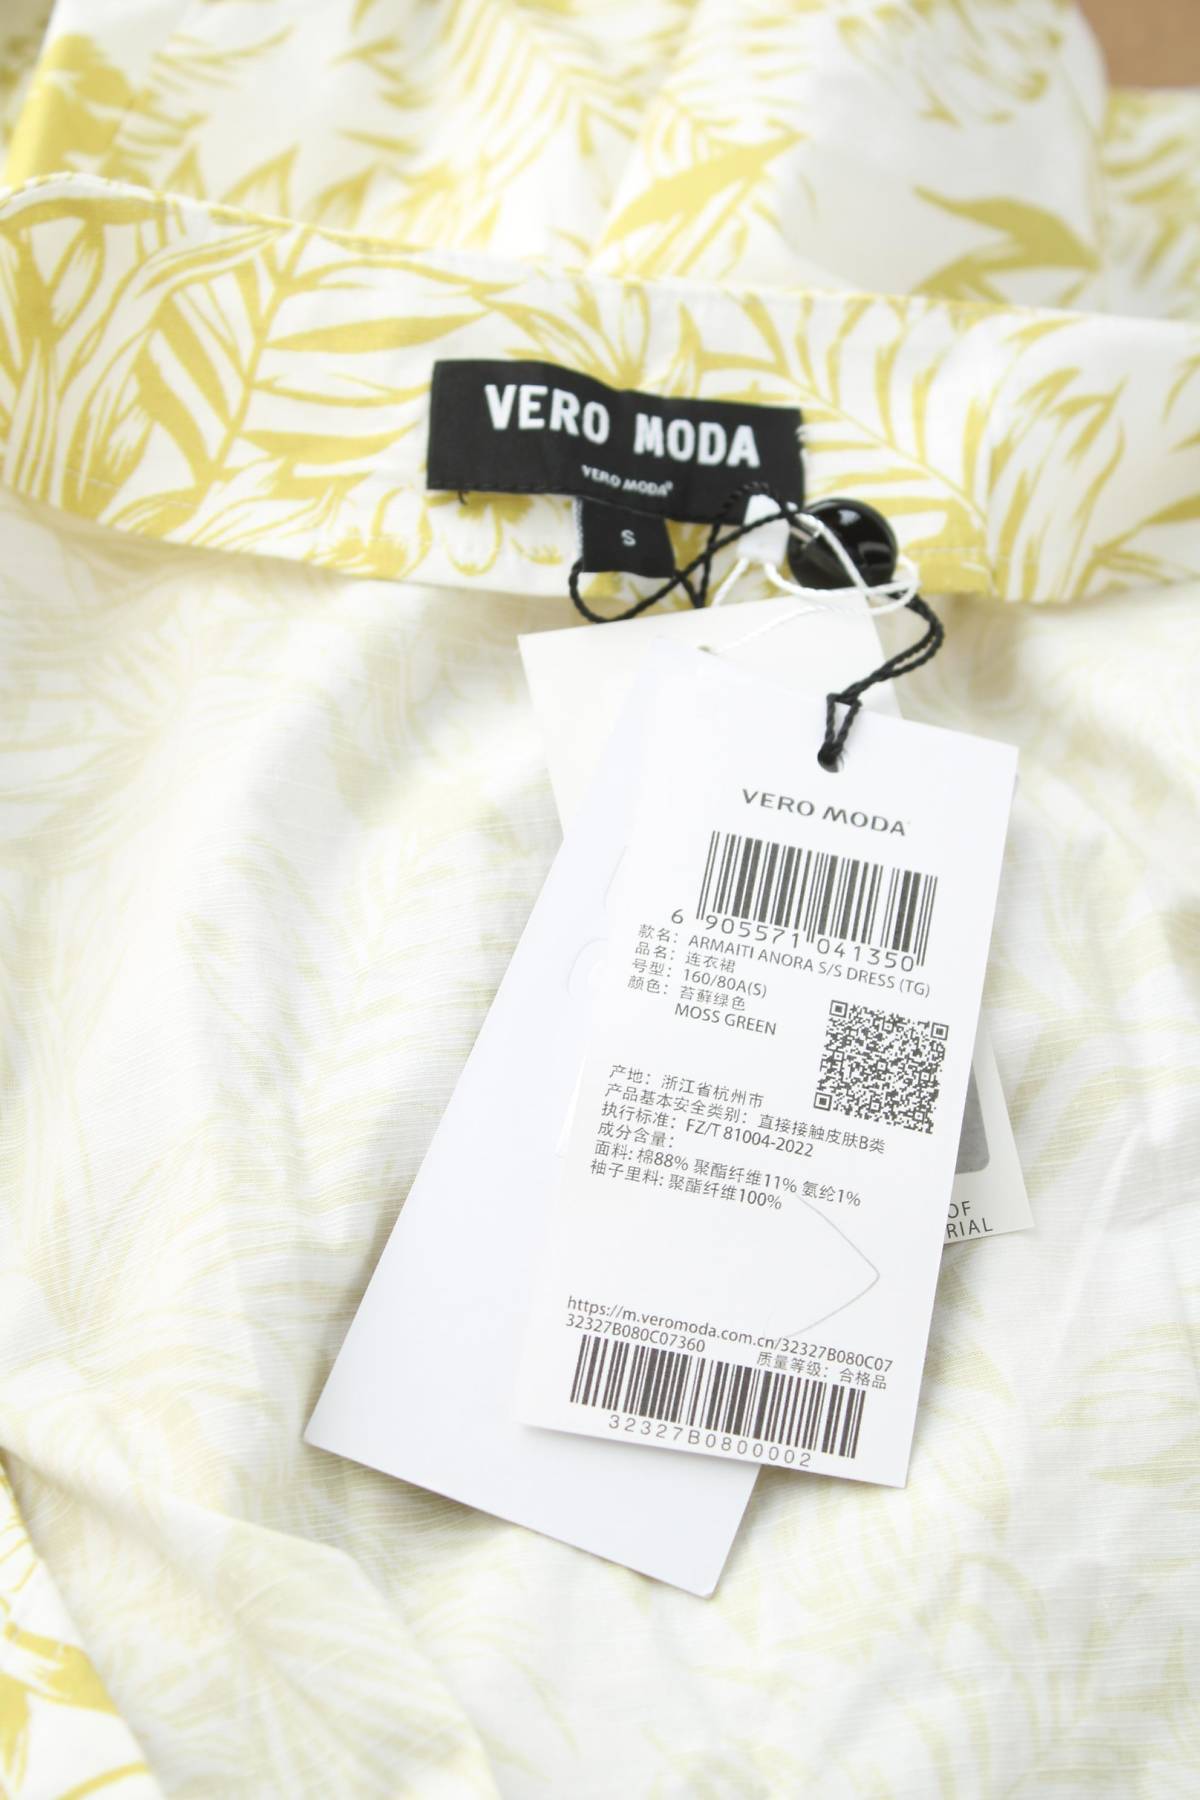 VERO MODA
VERO MODA®
S
VERO MODA
6 905571 041350
款名: ARMAITI ANORA S/S DRESS (TG)
品名: 连衣裙
号型: 160/80A(S)
颜色: 苔藓绿色
MOSS GREEN
产地: 浙江省杭州市
产品基本安全类别: 直接接触皮肤B类
执行标准: FZ/T 81004-2022
成分含量:
面料: 棉88% 聚酯纤维11% 氨纶1%
袖子里料: 聚酯纤维100%
OF
RIAL
https://m.veromoda.com.cn/32327B080C07
32327B080C07360
质量等级: 合格品
32327B0800002